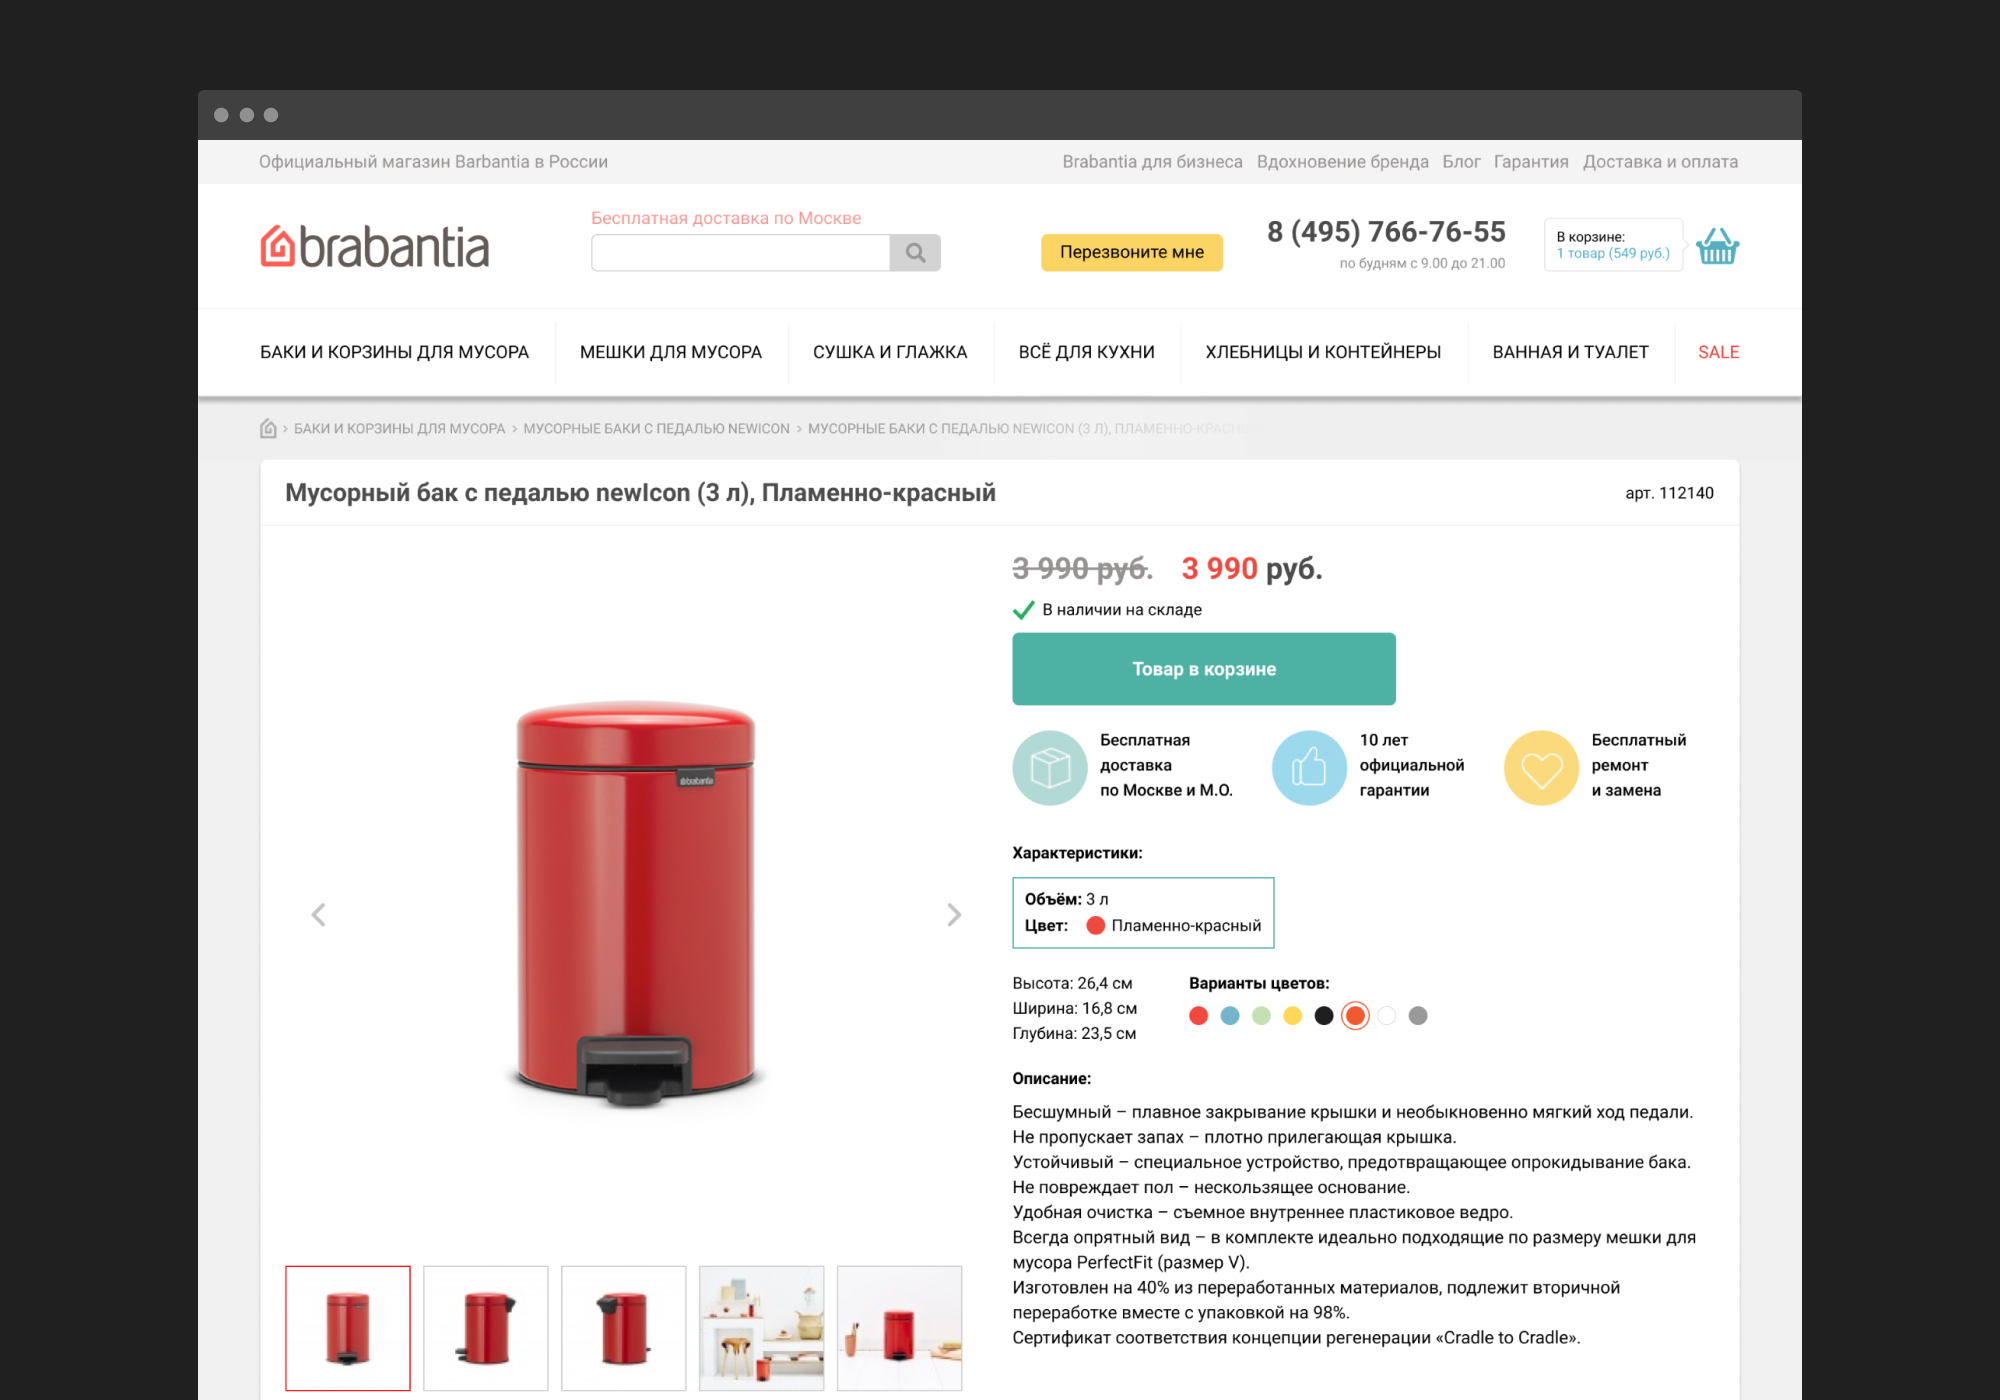 Официальный магазин Barbantia в России
Brabantia для бизнеса Вдохновение бренда Блог Гарантия Доставка и оплата
brabantia
Бесплатная доставка по Москве
Перезвоните мне
8 (495) 766-76-55
по будням с 9.00 до 21.00
В корзине:
1 товар (549 руб.)
БАКИ И КОРЗИНЫ ДЛЯ МУСОРА
МЕШКИ ДЛЯ МУСОРА
СУШКА И ГЛАЖКА
ВСЁ ДЛЯ КУХНИ
ХЛЕБНИЦЫ И КОНТЕЙНЕРЫ
ВАННАЯ И ТУАЛЕТ
SALE
> БАКИ И КОРЗИНЫ ДЛЯ МУСОРА > МУСОРНЫЕ БАКИ С ПЕДАЛЬЮ NEWICON > МУСОРНЫЕ БАКИ С ПЕДАЛЬЮ NEWICON (3 Л), ПЛАМЕННО-КРАСН
Мусорный бак с педалью newIcon (3 л), Пламенно-красный
арт. 112140
3 990 руб. 3 990 руб.
В наличии на складе
Товар в корзине
brabantia
Бесплатная
доставка
по Москве и М.О.
10 лет
официальной
гарантии
Бесплатный
ремонт
и замена
Характеристики:
Объём: 3 л
Цвет: Пламенно-красный
Высота: 26,4 см
Ширина: 16,8 см
Глубина: 23,5 см
Варианты цветов:
Описание:
Бесшумный – плавное закрывание крышки и необыкновенно мягкий ход педали.
Не пропускает запах – плотно прилегающая крышка.
Устойчивый – специальное устройство, предотвращающее опрокидывание бака.
Не повреждает пол – нескользящее основание.
Удобная очистка – съемное внутреннее пластиковое ведро.
Всегда опрятный вид – в комплекте идеально подходящие по размеру мешки для
мусора PerfectFit (размер V).
Изготовлен на 40% из переработанных материалов, подлежит вторичной
переработке вместе с упаковкой на 98%.
Сертификат соответствия концепции регенерации «Cradle to Cradle».